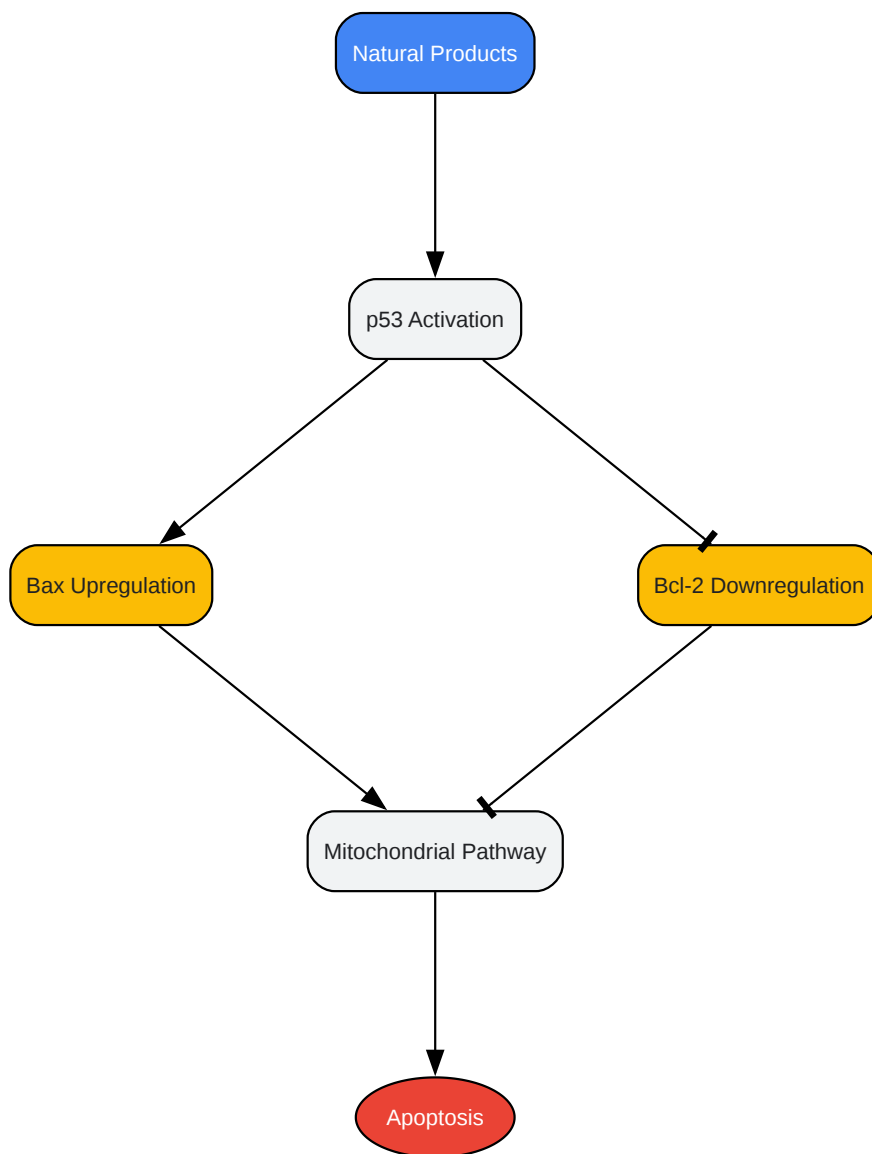 Natural Products
p53 Activation
Bax Upregulation
Bcl-2 Downregulation
Mitochondrial Pathway
Apoptosis